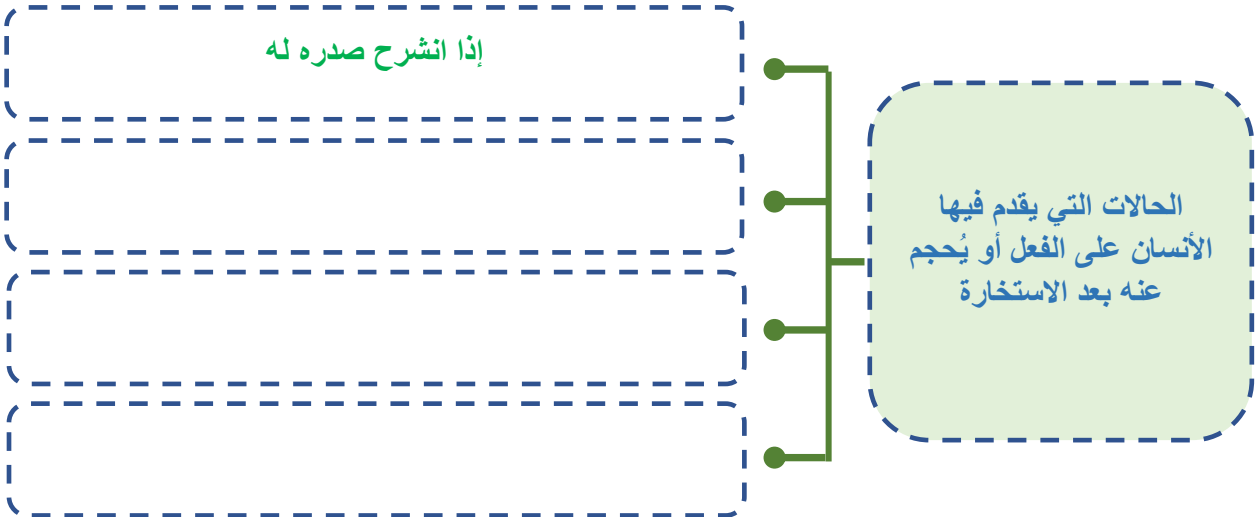 إذا انشرح صدره له
الحالات التي يقدم فيها
الأنسان على الفعل أو يُحجم
عنه بعد الاستخارة